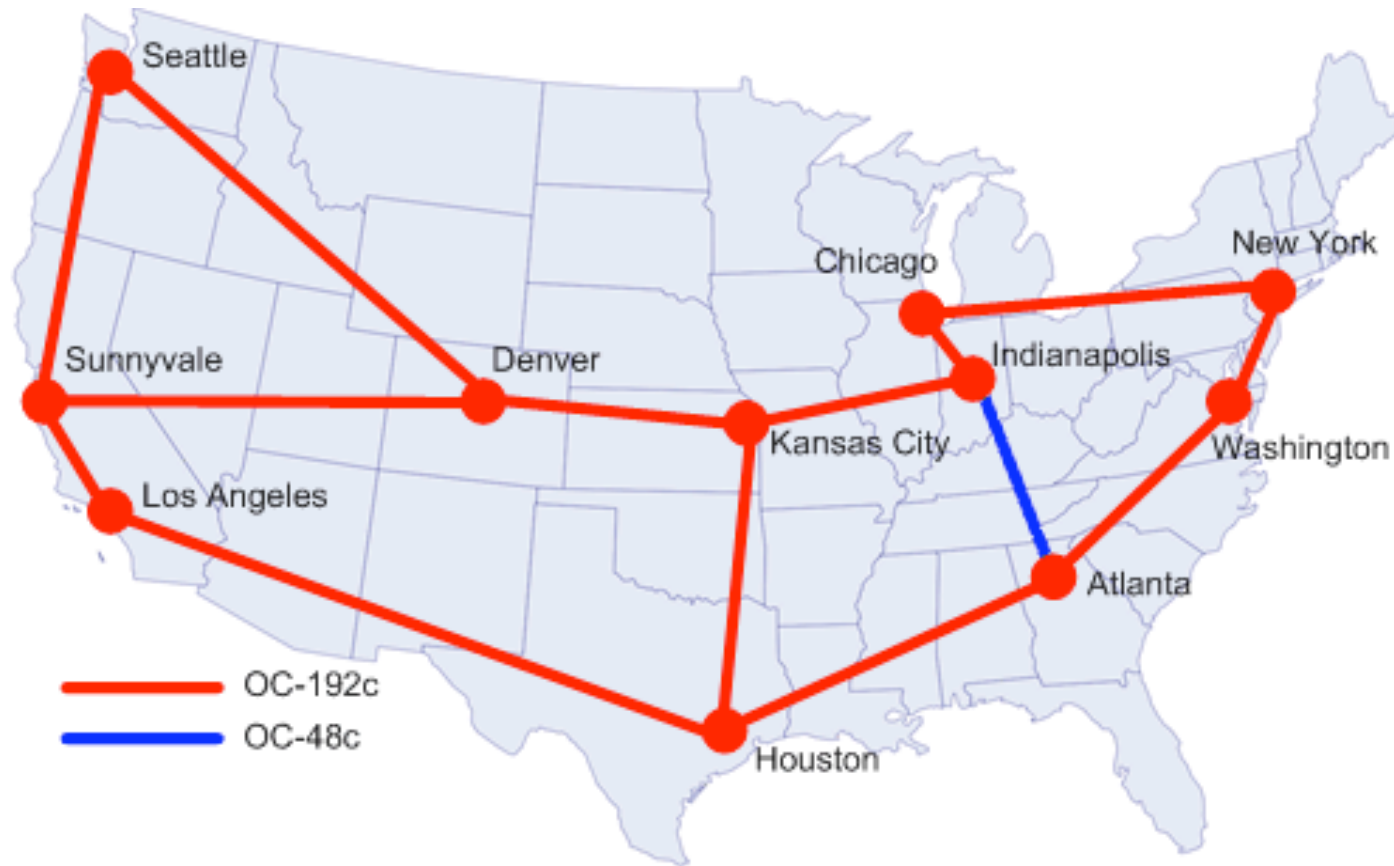 Seattle
New York
Chicago
Sunnyvale
Denver
Indianapolis
Kansas City
Washington
Los Angeles
Atlanta
OC-192c
OC-48c
Houston